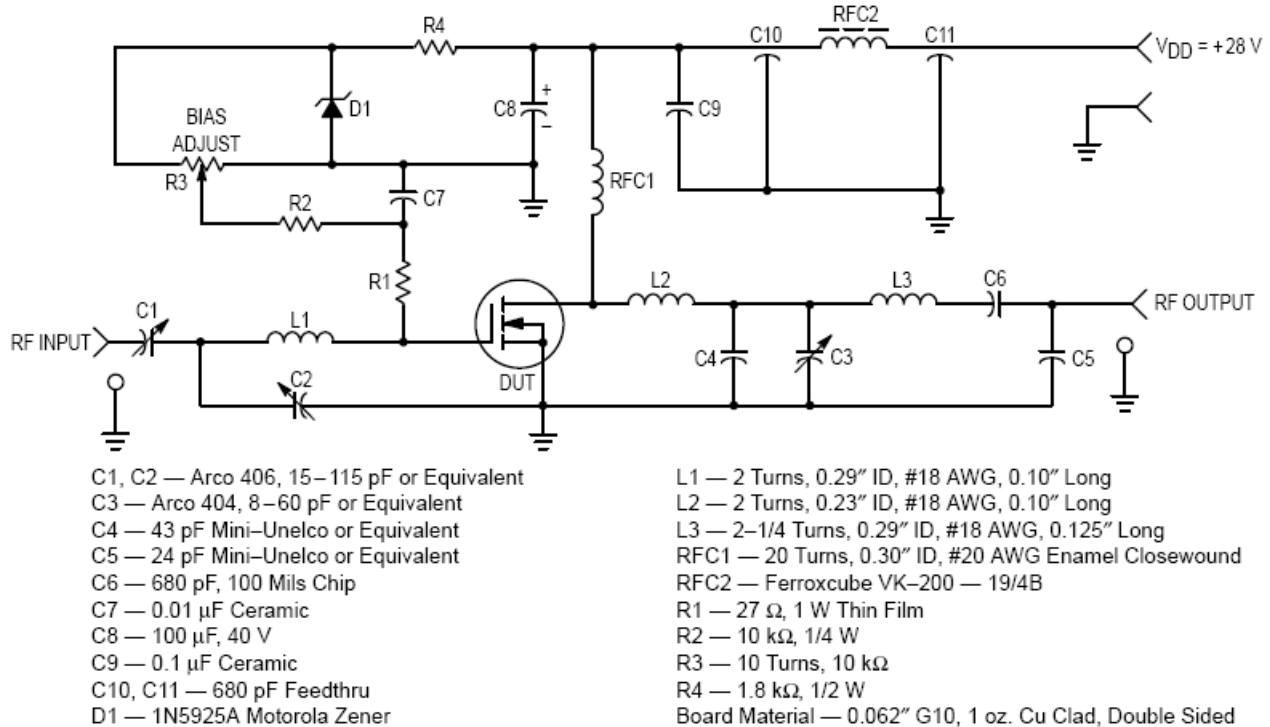 RFC2
R4
C10
C11
VDD = +28 V
+
C8
–
C9
D1
BIAS
ADJUST
R3
RFC1
C7
R2
R1
L2
L3
C6
C1
RF OUTPUT
L1
RF INPUT
C4
C3
C5
C2
DUT
C1, C2 — Arco 406, 15–115 pF or Equivalent
C3 — Arco 404, 8–60 pF or Equivalent
C4 — 43 pF Mini–Unelco or Equivalent
C5 — 24 pF Mini–Unelco or Equivalent
C6 — 680 pF, 100 Mils Chip
C7 — 0.01 μF Ceramic
C8 — 100 μF, 40 V
C9 — 0.1 μF Ceramic
C10, C11 — 680 pF Feedthru
D1 — 1N5925A Motorola Zener
L1 — 2 Turns, 0.29″ ID, #18 AWG, 0.10″ Long
L2 — 2 Turns, 0.23″ ID, #18 AWG, 0.10″ Long
L3 — 2–1/4 Turns, 0.29″ ID, #18 AWG, 0.125″ Long
RFC1 — 20 Turns, 0.30″ ID, #20 AWG Enamel Closewound
RFC2 — Ferroxcube VK–200 — 19/4B
R1 — 27 Ω, 1 W Thin Film
R2 — 10 kΩ, 1/4 W
R3 — 10 Turns, 10 kΩ
R4 — 1.8 kΩ, 1/2 W
Board Material — 0.062″ G10, 1 oz. Cu Clad, Double Sided